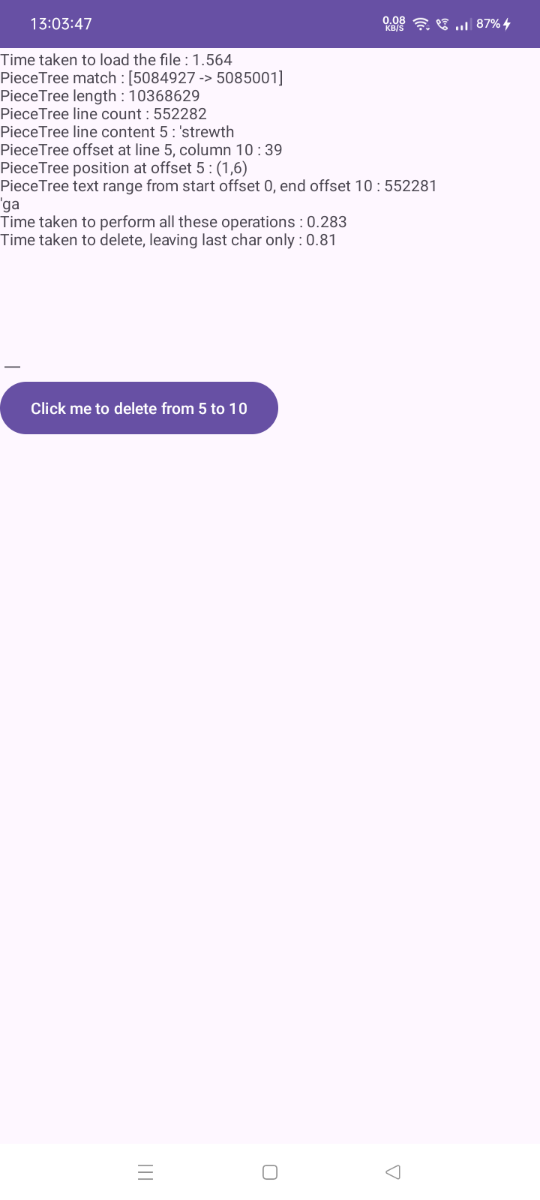 13:03:47
0.08 KB/S
87%
Time taken to load the file : 1.564
PieceTree match : [5084927 -> 5085001]
PieceTree length : 10368629
PieceTree line count : 552282
PieceTree line content 5 : 'strewth
PieceTree offset at line 5, column 10 : 39
PieceTree position at offset 5 : (1,6)
PieceTree text range from start offset 0, end offset 10 : 552281
'ga
Time taken to perform all these operations : 0.283
Time taken to delete, leaving last char only : 0.81
Click me to delete from 5 to 10